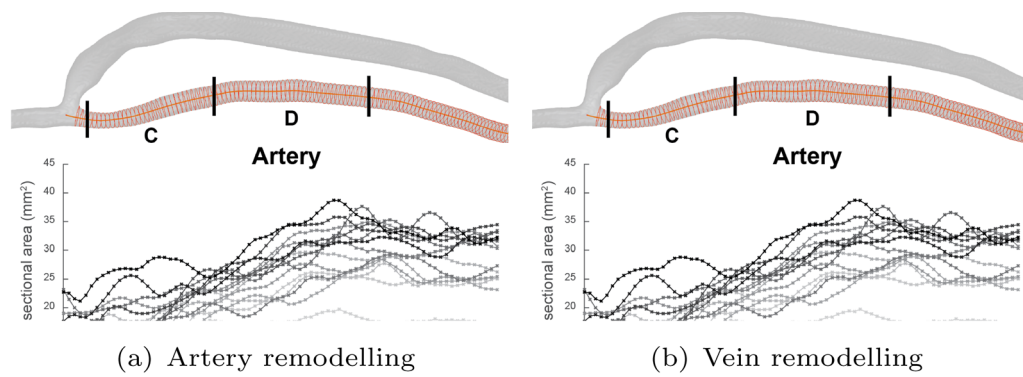 C
D
Artery
45
40
35
30
25
20
sectional area (mm²)
(a) Artery remodelling
C
D
Artery
45
40
35
30
25
20
sectional area (mm²)
(b) Vein remodelling